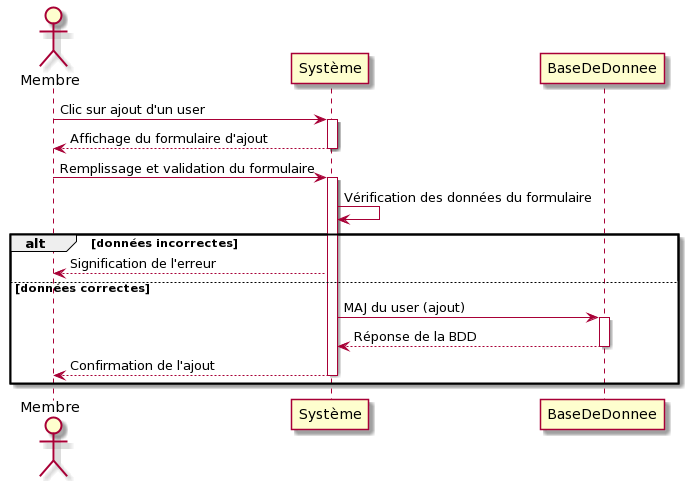 Membre
Système
BaseDeDonnee
Clic sur ajout d'un user
Affichage du formulaire d'ajout
Remplissage et validation du formulaire
Vérification des données du formulaire
alt [données incorrectes]
Signification de l'erreur
[données correctes]
MAJ du user (ajout)
Réponse de la BDD
Confirmation de l'ajout
Membre
Système
BaseDeDonnee